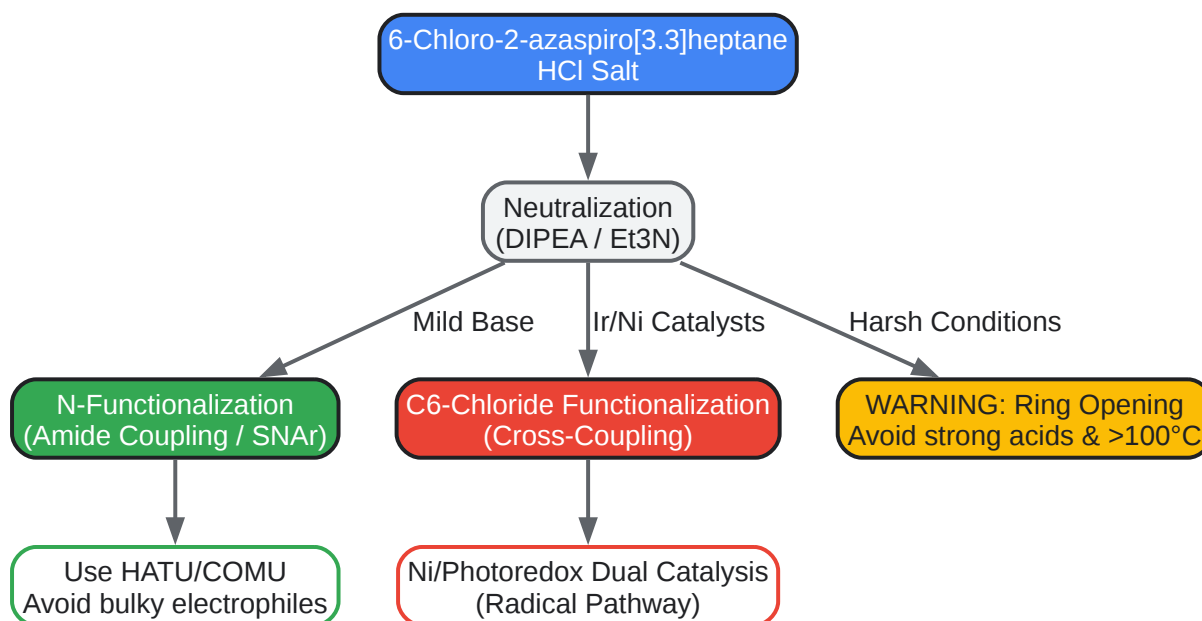 6-Chloro-2-azaspiro[3.3]heptane
HCl Salt
Neutralization
(DIPEA / Et3N)
Mild Base
Ir/Ni Catalysts
Harsh Conditions
N-Functionalization
(Amide Coupling / SNAr)
C6-Chloride Functionalization
(Cross-Coupling)
WARNING: Ring Opening
Avoid strong acids & >100°C
Use HATU/COMU
Avoid bulky electrophiles
Ni/Photoredox Dual Catalysis
(Radical Pathway)